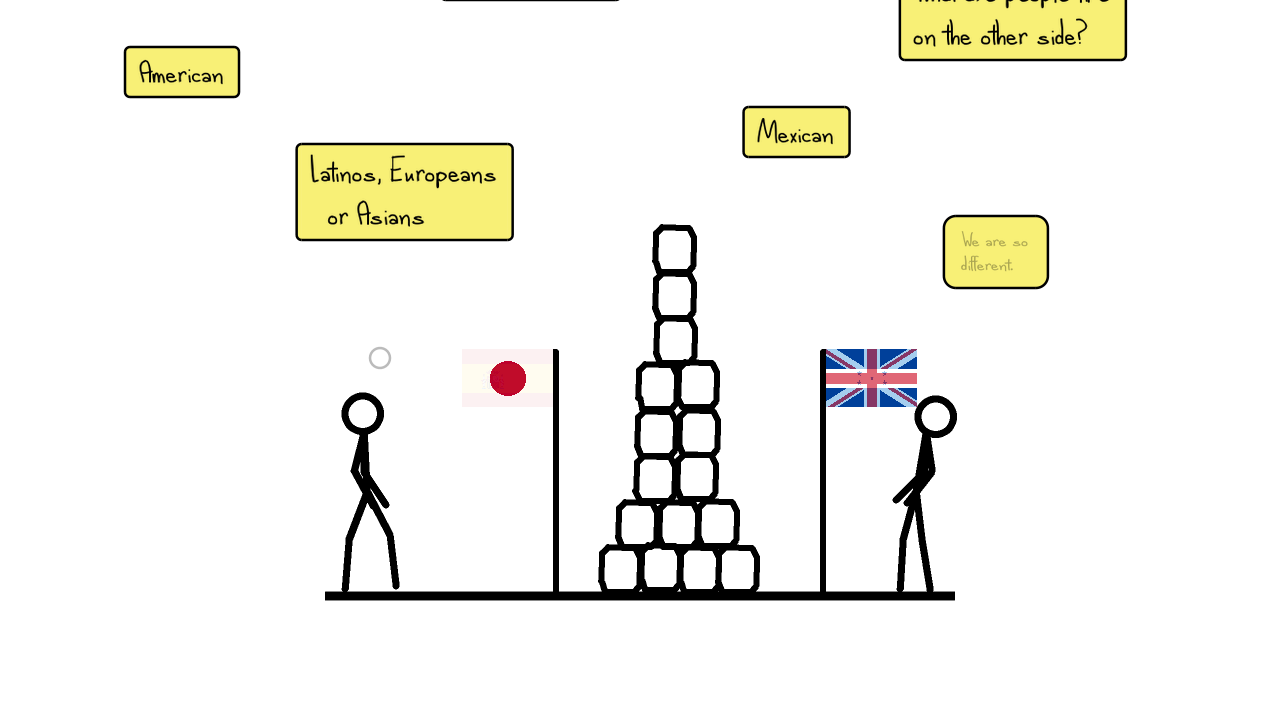 on the other side?
American
Mexican
Latinos, Europeans
or Asians
We are so
different.